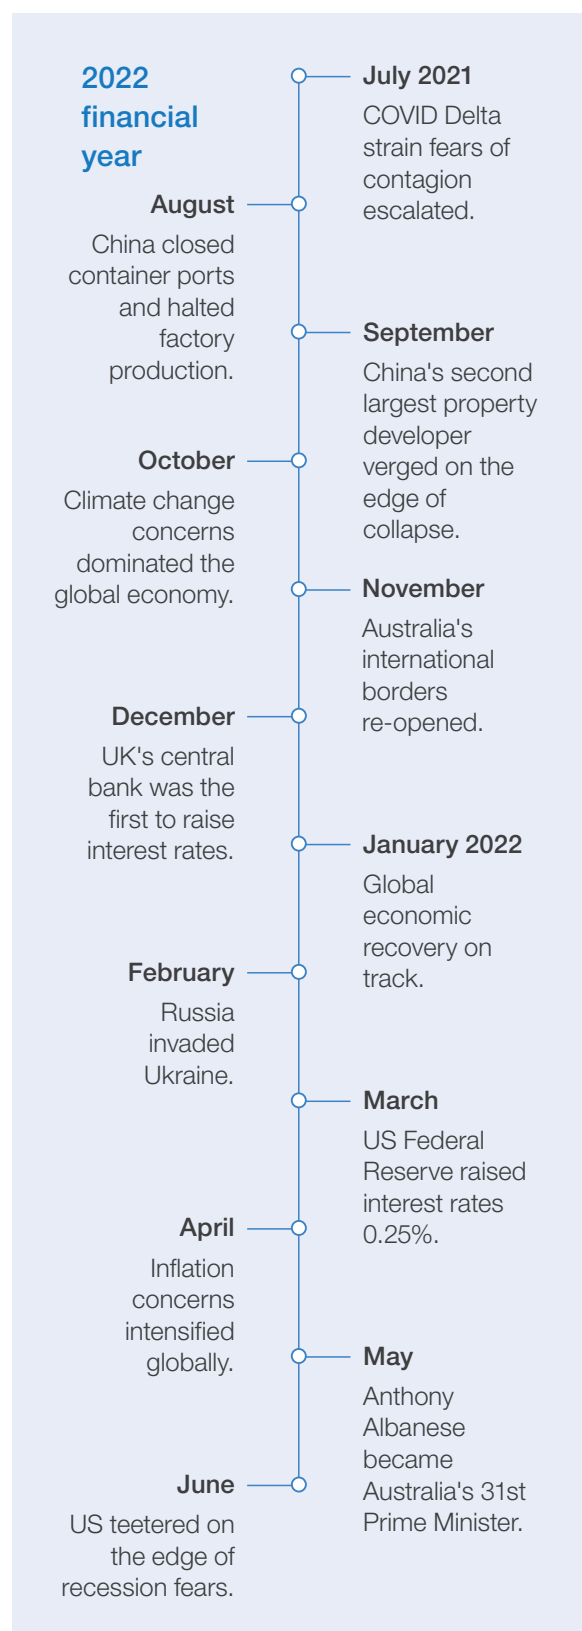 2022
financial
year
July 2021
COVID Delta
strain fears of
contagion
escalated.
August
China closed
container ports
and halted
factory
production.
September
China's second
largest property
developer
verged on the
edge of
collapse.
October
Climate change
concerns
dominated the
global economy.
November
Australia's
international
borders
re-opened.
December
UK's central
bank was the
first to raise
interest rates.
January 2022
Global
economic
recovery on
track.
February
Russia
invaded
Ukraine.
March
US Federal
Reserve raised
interest rates
0.25%.
April
Inflation
concerns
intensified
globally.
May
Anthony
Albanese
became
Australia's 31st
Prime Minister.
June
US teetered on
the edge of
recession fears.